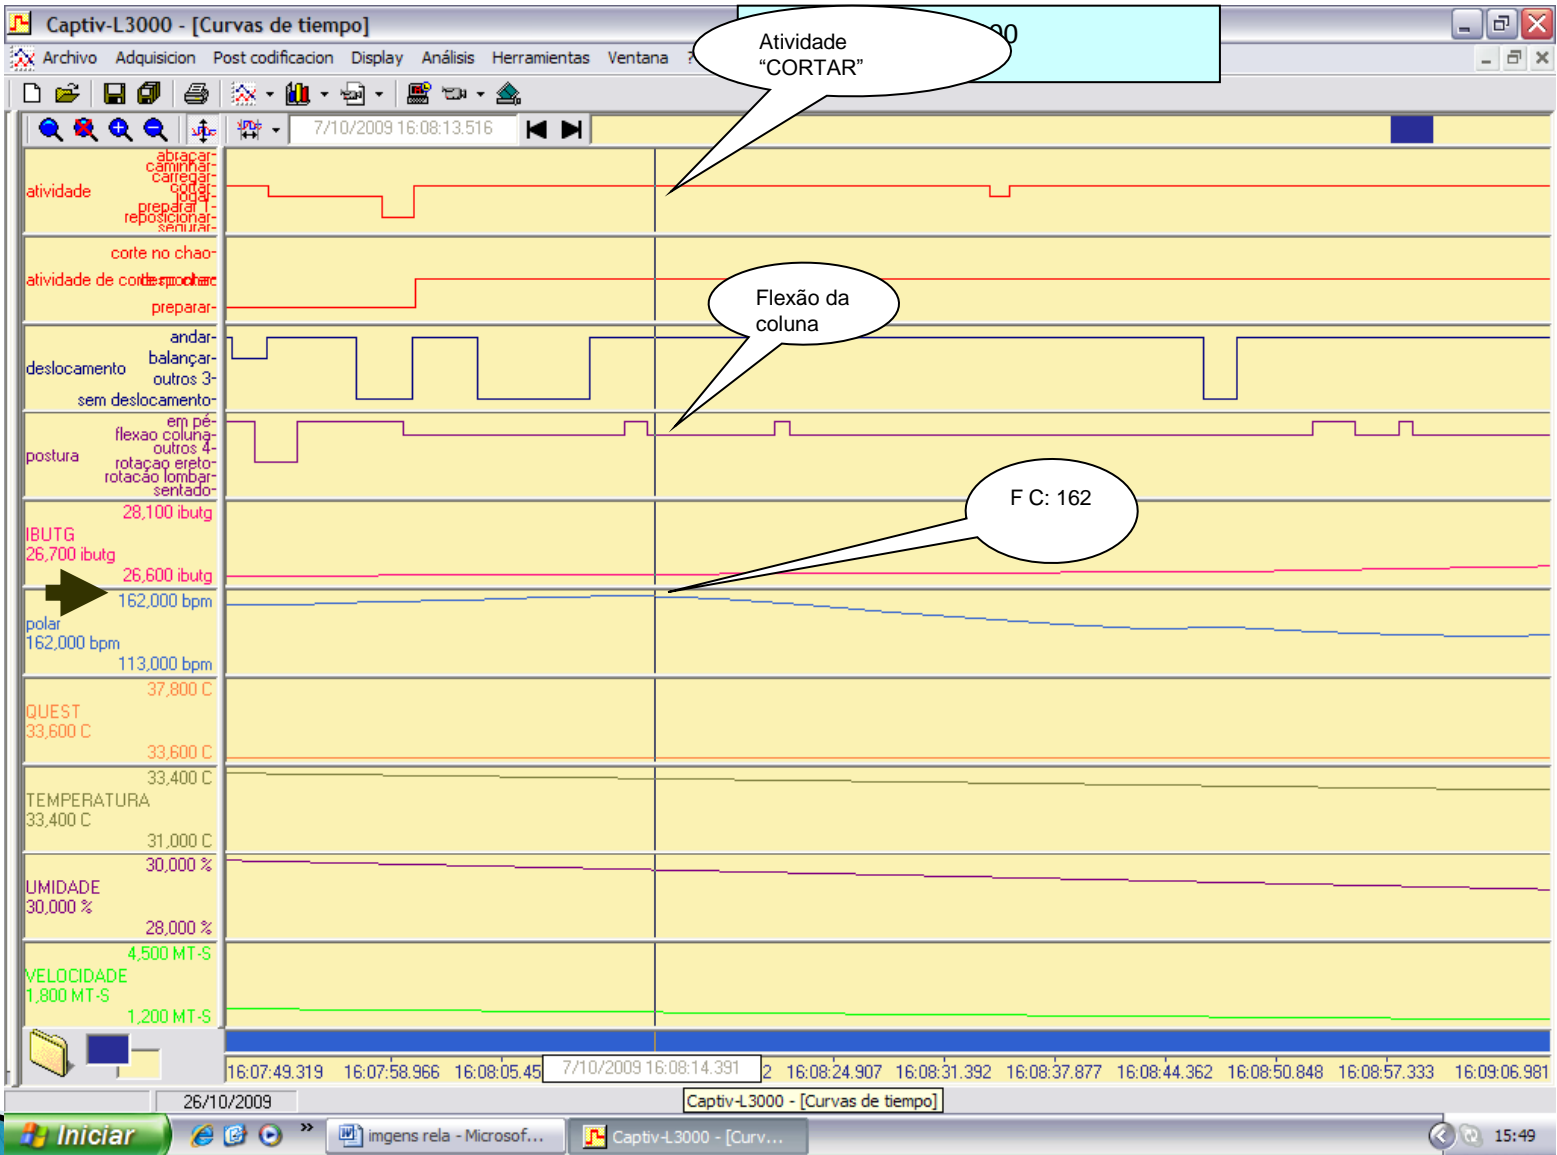 Captiv-L3000 - [Curvas de tiempo]
Archivo Adquisicion Post codificacion Display Análisis Herramientas Ventana ?
00
Atividade
“CORTAR”
7/10/2009 16:08:13.516
abraçar-
caminhar-
carregar-
cortar-
jogar-
preparar 1-
reposicionar-
segurar-
atividade
corte no chao-
atividade de corte
preparar-
andar-
balançar-
outros 3-
sem deslocamento-
deslocamento
Flexão da
coluna
em pé-
flexao coluna-
outros 4-
rotaçao ereto-
rotacão lombar-
sentado-
postura
28,100 ibutg
IBUTG
26,700 ibutg
26,600 ibutg
F C: 162
162,000 bpm
polar
162,000 bpm
113,000 bpm
37,800 C
QUEST
33,600 C
33,600 C
33,400 C
TEMPERATURA
33,400 C
31,000 C
30,000 %
UMIDADE
30,000 %
28,000 %
4,500 MT-S
VELOCIDADE
1,800 MT-S
1,200 MT-S
16:07:49.319 16:07:58.966 16:08:05.45 7/10/2009 16:08:14.391 2 16:08:24.907 16:08:31.392 16:08:37.877 16:08:44.362 16:08:50.848 16:08:57.333 16:09:06.981
26/10/2009
Captiv-L3000 - [Curvas de tiempo]
Iniciar
imgens rela - Microsof...
Captiv-L3000 - [Curv...
15:49